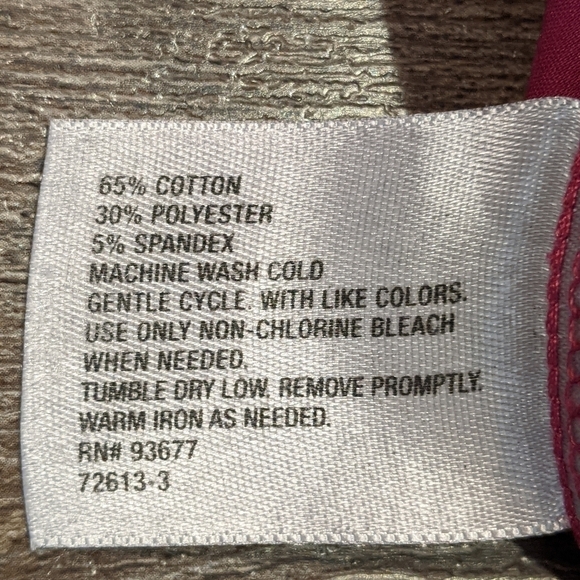 65% COTTON
30% POLYESTER
5% SPANDEX
MACHINE WASH COLD
GENTLE CYCLE. WITH LIKE COLORS.
USE ONLY NON-CHLORINE BLEACH
WHEN NEEDED.
TUMBLE DRY LOW. REMOVE PROMPTLY.
WARM IRON AS NEEDED.
RN# 93677
72613-3